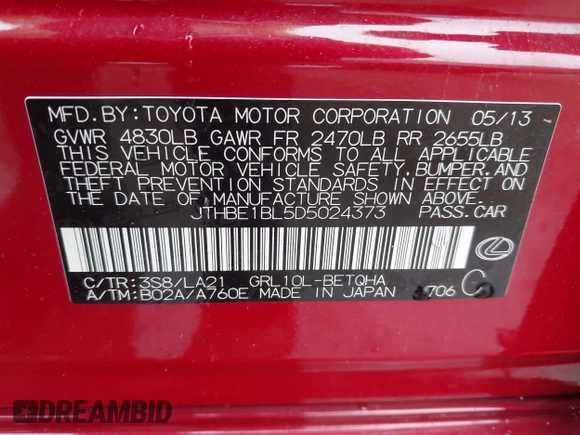 MFD. BY: TOYOTA MOTOR CORPORATION 05/13
GVWR 4830LB GAWR FR 2470LB RR 2655LB
THIS VEHICLE CONFORMS TO ALL APPLICABLE
FEDERAL MOTOR VEHICLE SAFETY, BUMPER, AND
THEFT PREVENTION STANDARDS IN EFFECT ON
THE DATE OF MANUFACTURE SHOWN ABOVE.
JTHBE1BL5D5024373 PASS. CAR
C/TR: 3S8/LA21 GRL10L-BETQHA
A/TM: B02A/A760E MADE IN JAPAN 706 C
DREAMBID